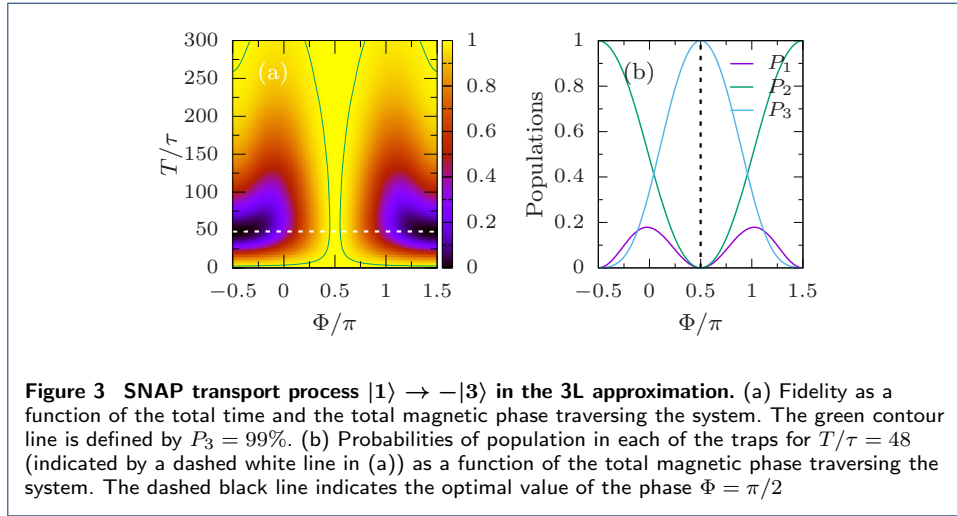 (a)
300
250
200
150
100
50
0
T/τ
−0.5 0 0.5 1 1.5
Φ/π
1
0.8
0.6
0.4
0.2
0
(b)
P₁
P₂
P₃
1
0.8
0.6
0.4
0.2
0
Populations
−0.5 0 0.5 1 1.5
Φ/π
Figure 3 SNAP transport process |1⟩ → −|3⟩ in the 3L approximation. (a) Fidelity as a
function of the total time and the total magnetic phase traversing the system. The green contour
line is defined by P₃ = 99%. (b) Probabilities of population in each of the traps for T/τ = 48
(indicated by a dashed white line in (a)) as a function of the total magnetic phase traversing the
system. The dashed black line indicates the optimal value of the phase Φ = π/2